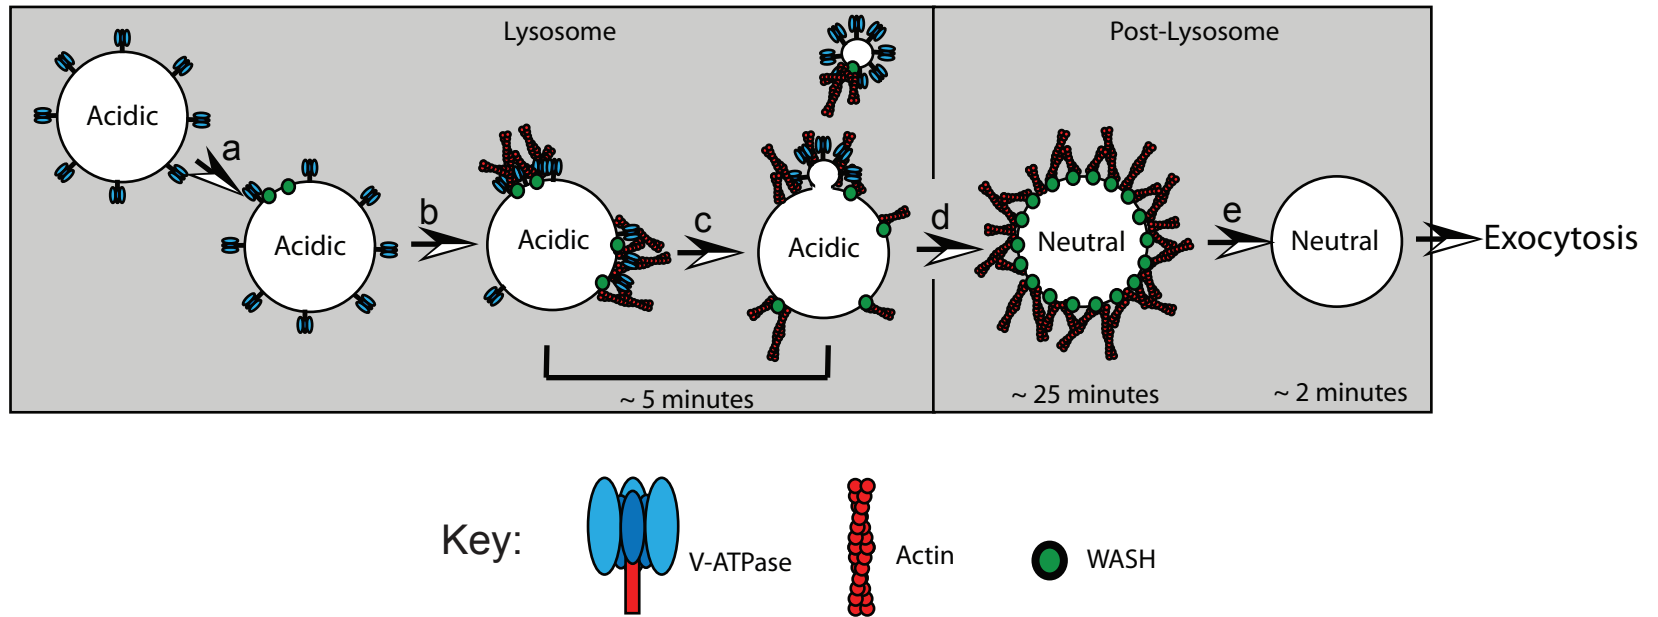 Lysosome
Post-Lysosome
Acidic
a
Acidic
b
Acidic
c
Acidic
d
Neutral
e
Neutral
Exocytosis
~ 5 minutes
~ 25 minutes
~ 2 minutes
Key:
V-ATPase
Actin
WASH